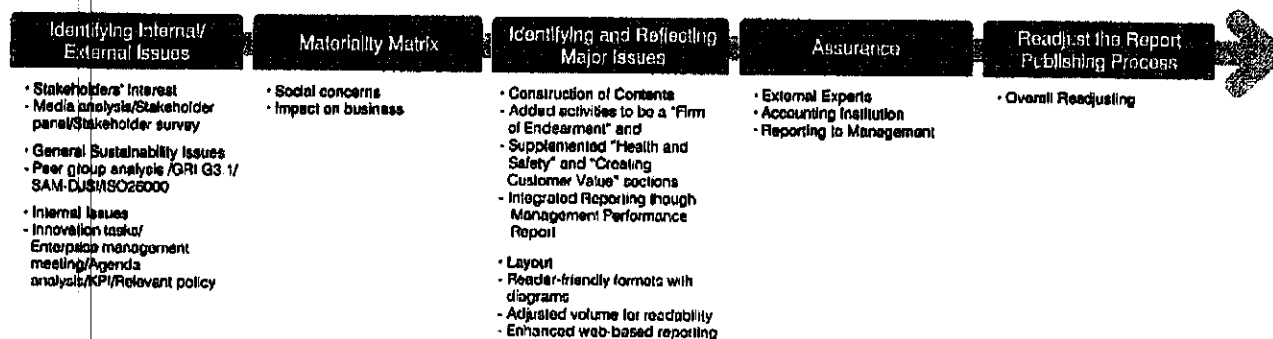 Identifying Internal/
External Issues
• Stakeholders' Interest
- Media analysis/Stakeholder
panel/Stakeholder survey
• General Sustainability Issues
- Peer group analysis /GRI G3.1/
SAM-DJSI/ISO26000
• Internal Issues
- Innovation tasks/
Enterprise management
meeting/Agenda
analysis/KPI/Relevant policy
Materiality Matrix
• Social concerns
• Impact on business
Identifying and Reflecting
Major Issues
• Construction of Contents
- Added activities to be a "Firm
of Endearment" and
- Supplemented "Health and
Safety" and "Creating
Customer Value" sections
- Integrated Reporting though
Management Performance
Report
• Layout
- Reader-friendly formats with
diagrams
- Adjusted volume for readability
- Enhanced web-based reporting
Assurance
• External Experts
• Accounting Institution
• Reporting to Management
Readjust the Report
Publishing Process
• Overall Readjusting